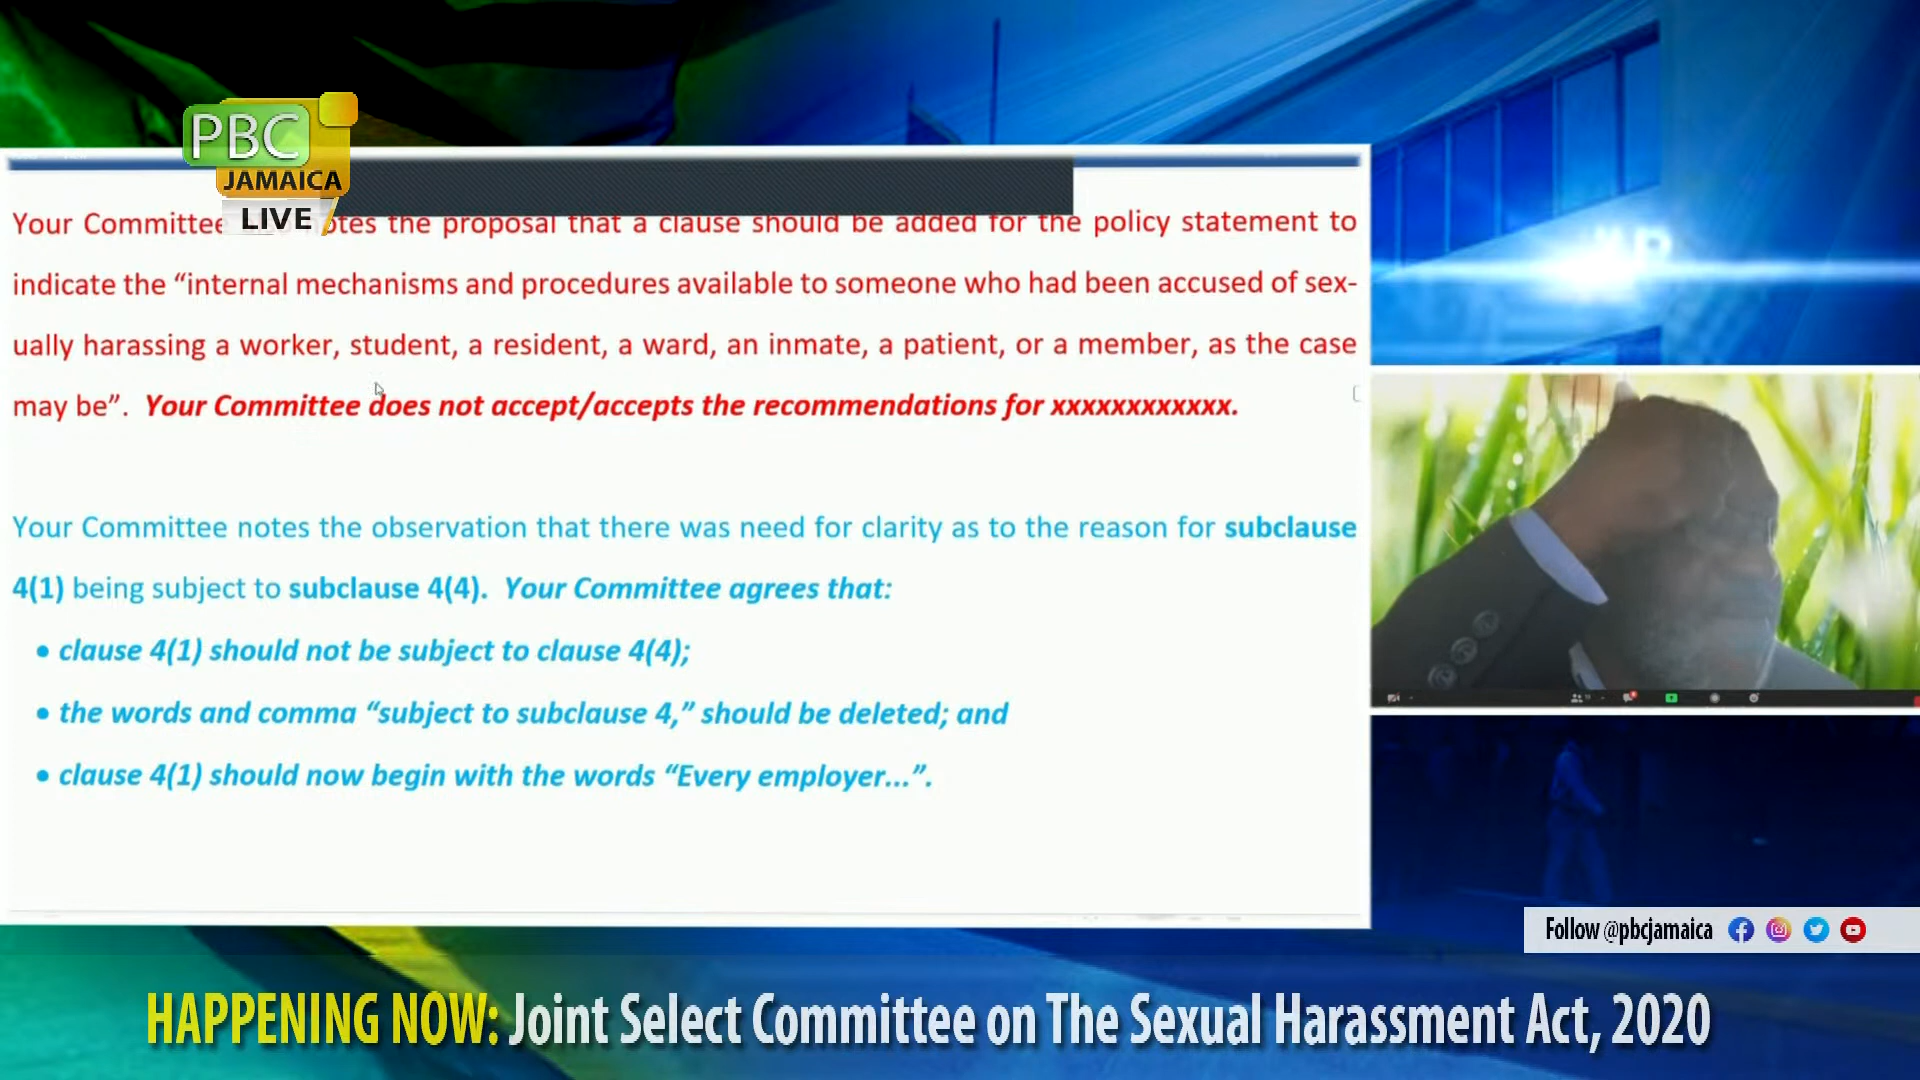 PBC
JAMAICA
LIVE
Your Committee notes the proposal that a clause should be added for the policy statement to
indicate the “internal mechanisms and procedures available to someone who had been accused of sex-
ually harassing a worker, student, a resident, a ward, an inmate, a patient, or a member, as the case
may be”. Your Committee does not accept/accepts the recommendations for xxxxxxxxxxxxx.
Your Committee notes the observation that there was need for clarity as to the reason for subclause
4(1) being subject to subclause 4(4). Your Committee agrees that:
• clause 4(1) should not be subject to clause 4(4);
• the words and comma “subject to subclause 4,” should be deleted; and
• clause 4(1) should now begin with the words “Every employer...”.
Follow @pbcjamaica
HAPPENING NOW: Joint Select Committee on The Sexual Harassment Act, 2020